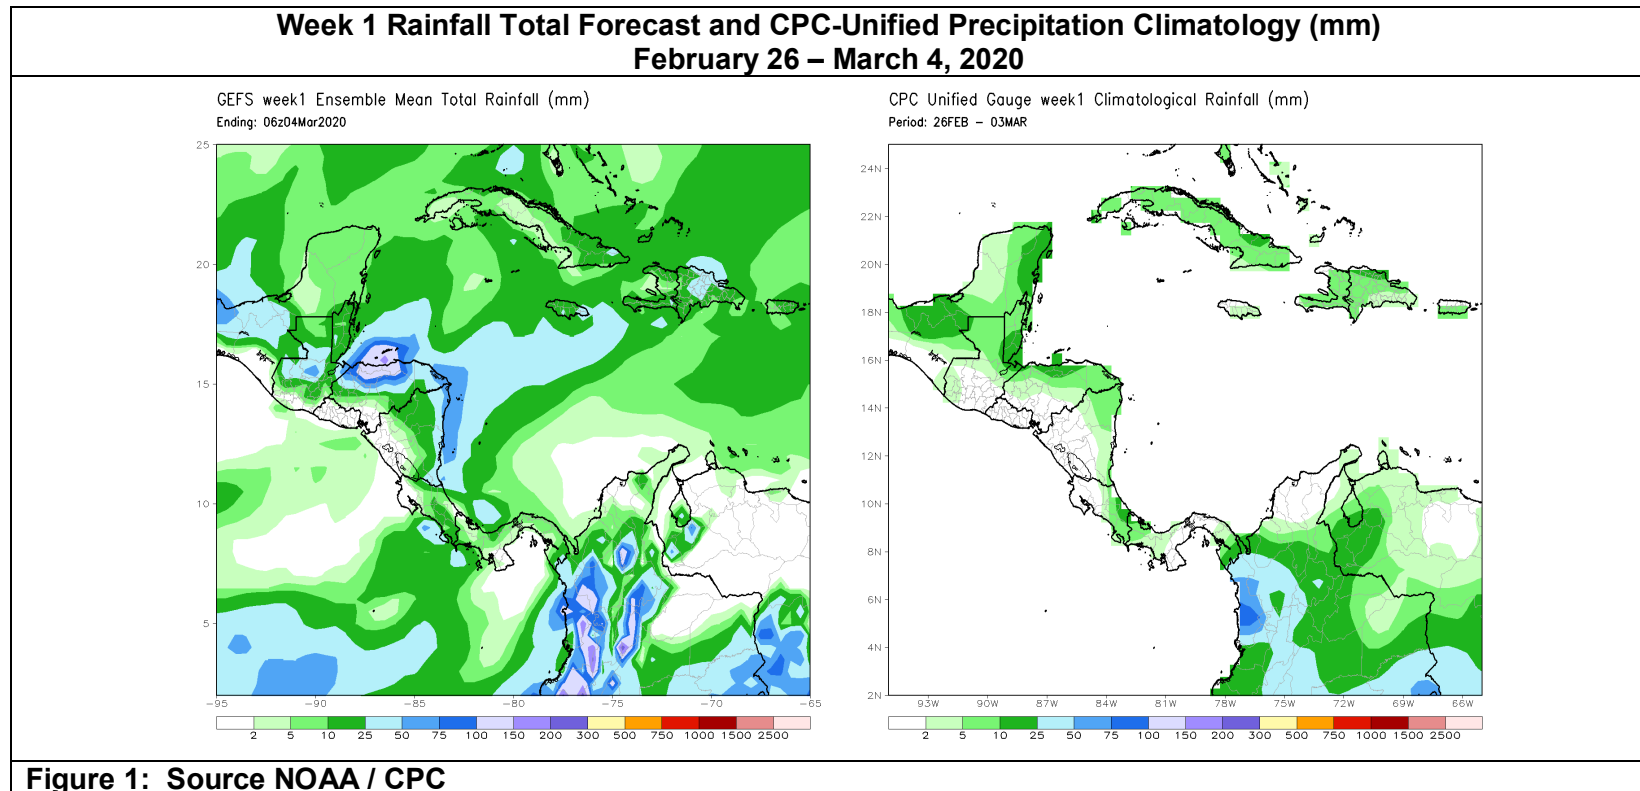 Week 1 Rainfall Total Forecast and CPC-Unified Precipitation Climatology (mm)
February 26 – March 4, 2020
GEFS week1 Ensemble Mean Total Rainfall (mm)
Ending: 06z04Mar2020
25
20
15
10
5
-95 -90 -85 -80 -75 -70 -65
2 5 10 25 50 75 100 150 200 300 500 750 1000 1500 2500
CPC Unified Gauge week1 Climatological Rainfall (mm)
Period: 26FEB - 03MAR
24N
22N
20N
18N
16N
14N
12N
10N
8N
6N
4N
2N
93W 90W 87W 84W 81W 78W 75W 72W 69W 66W
2 5 10 25 50 75 100 150 200 300 500 750 1000 1500 2500
Figure 1: Source NOAA / CPC